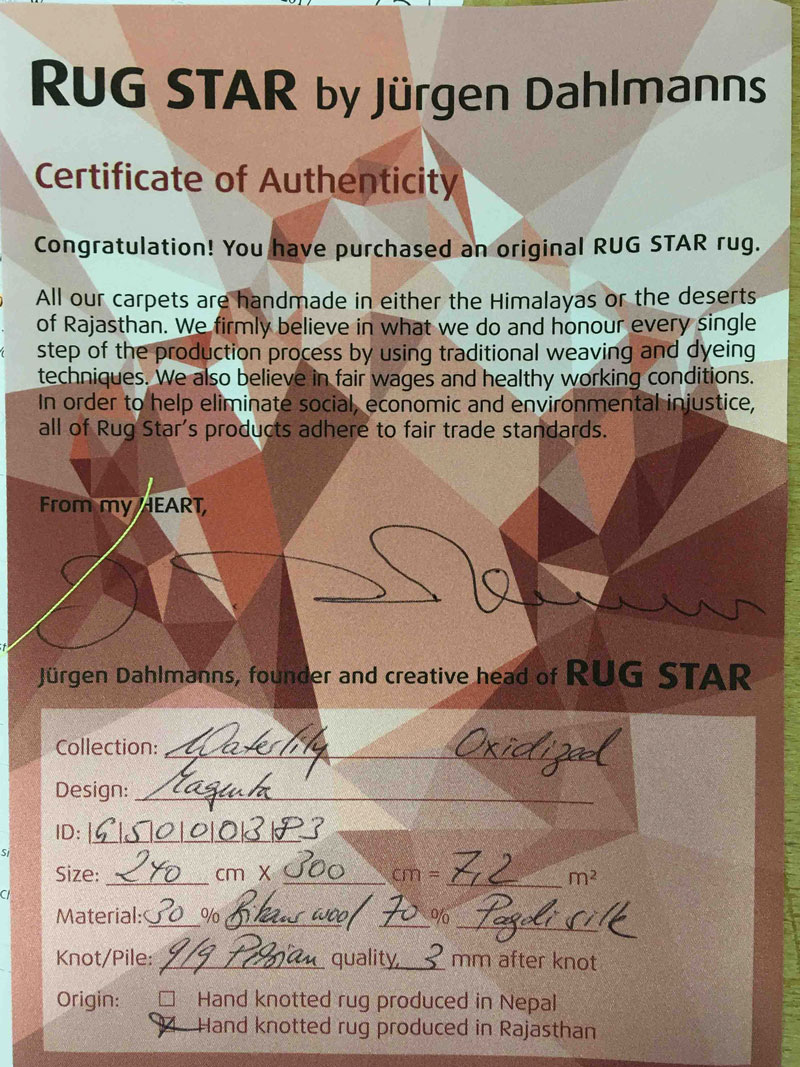 RUG STAR by Jürgen Dahlmanns
Certificate of Authenticity
Congratulation! You have purchased an original RUG STAR rug.
All our carpets are handmade in either the Himalayas or the deserts
of Rajasthan. We firmly believe in what we do and honour every single
step of the production process by using traditional weaving and dyeing
techniques. We also believe in fair wages and healthy working conditions.
In order to help eliminate social, economic and environmental injustice,
all of Rug Star's products adhere to fair trade standards.
From my HEART,
Jürgen Dahlmanns, founder and creative head of RUG STAR
Collection: Waterlily Oxidized
Design: Magenta
ID:
Size: 240 cm X 300 cm = 7,2 m²
Material: 30 % wool 70 % silk
Knot/Pile: 9/9 Persian quality, 3 mm after knot
Origin: Hand knotted rug produced in Nepal
Hand knotted rug produced in Rajasthan